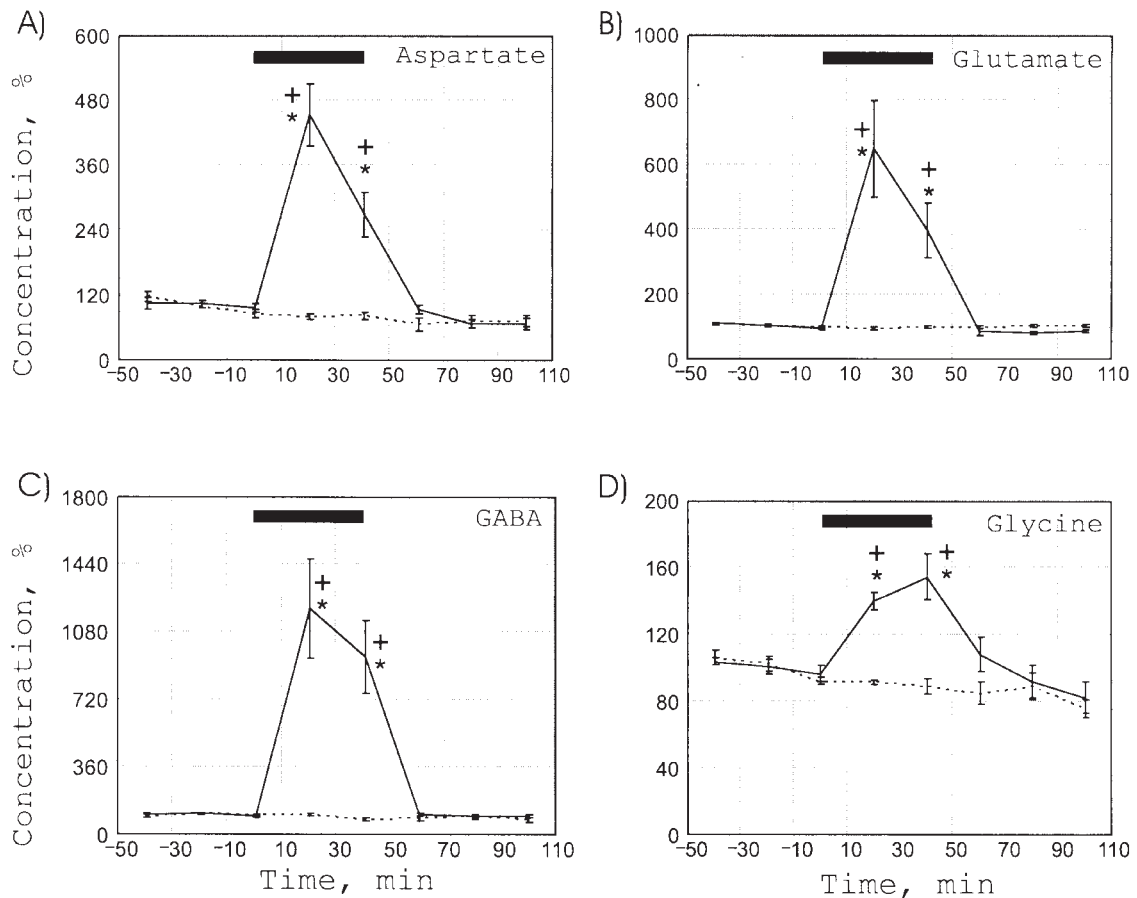 A)
Concentration, %
600
480
360
240
120
0
Aspartate
+
*
+
*
-50 -30 -10 10 30 50 70 90 110
B)
1000
800
600
400
200
0
Glutamate
+
*
+
*
-50 -30 -10 10 30 50 70 90 110
C)
Concentration, %
1800
1440
1080
720
360
0
GABA
+
*
+
*
-50 -30 -10 10 30 50 70 90 110
Time, min
D)
200
160
120
80
40
0
Glycine
+
*
+
*
-50 -30 -10 10 30 50 70 90 110
Time, min